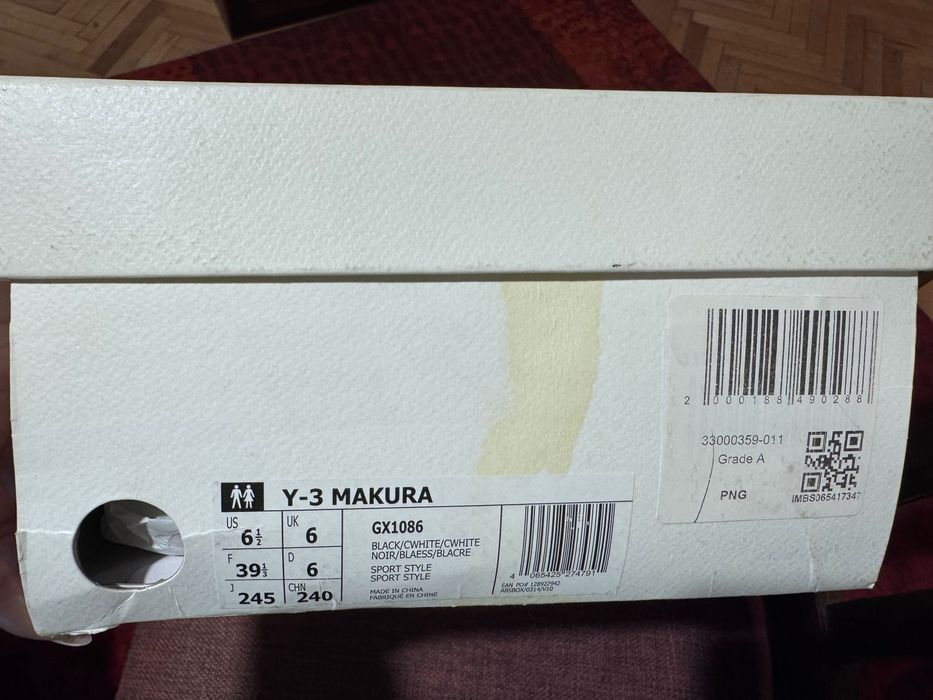 2 000188 490288
33000359-011
Grade A
PNG
IMBS065417347
Y-3 MAKURA
US 6½
UK 6
F 39⅓
D 6
J 245
CHN 240
GX1086
BLACK/CWHITE/CWHITE
NOIR/BLAESS/BLACRE
SPORT STYLE
SPORT STYLE
MADE IN CHINA
FABRIQUÉ EN CHINE
4 065425 274791
EAN PO# 128922942
ABSBOX/0314/V10